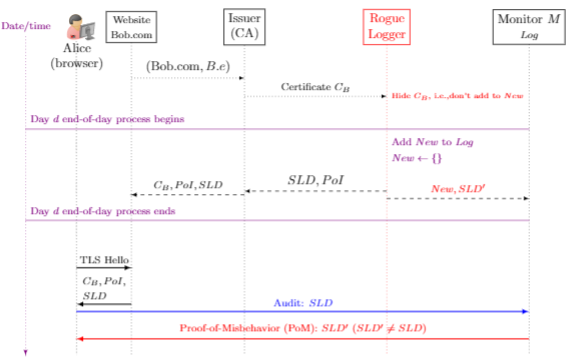 Date/time
Alice
(browser)
Website
Bob.com
Issuer
(CA)
Rogue
Logger
Monitor M
Log
(Bob.com, B.e)
Certificate C_B
Hide C_B, i.e.,don't add to New
Day d end-of-day process begins
Add New to Log
New ← {}
C_B, PoI, SLD
SLD, PoI
New, SLD′
Day d end-of-day process ends
TLS Hello
C_B, PoI,
SLD
Audit: SLD
Proof-of-Misbehavior (PoM): SLD′ (SLD′ ≠ SLD)